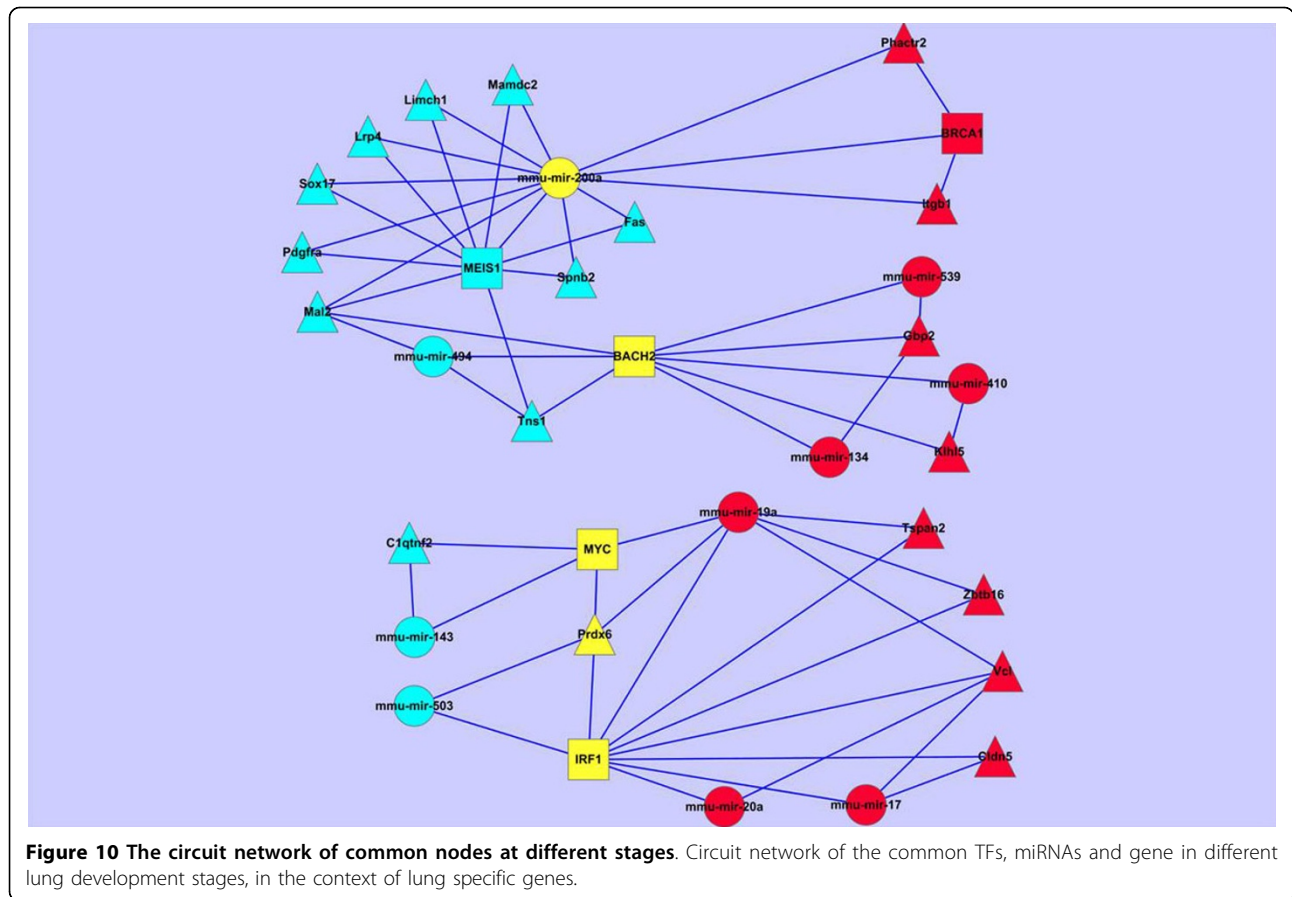 Phactr2
Mamdc2
Limch1
BRCA1
Lrp4
mmu-mir-200a
Sox17
Itgb1
Fas
Pdgfra
MEIS1
Spnb2
mmu-mir-539
Mal2
Gbp2
mmu-mir-494
BACH2
mmu-mir-410
Tns1
Klhl5
mmu-mir-134
mmu-mir-19a
Tspan2
C1qtnf2
MYC
Zbtb16
mmu-mir-143
Prdx6
Vcl
mmu-mir-503
IRF1
Cldn5
mmu-mir-20a
mmu-mir-17
Figure 10 The circuit network of common nodes at different stages. Circuit network of the common TFs, miRNAs and gene in different
lung development stages, in the context of lung specific genes.